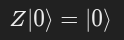 Z|0⟩ = |0⟩